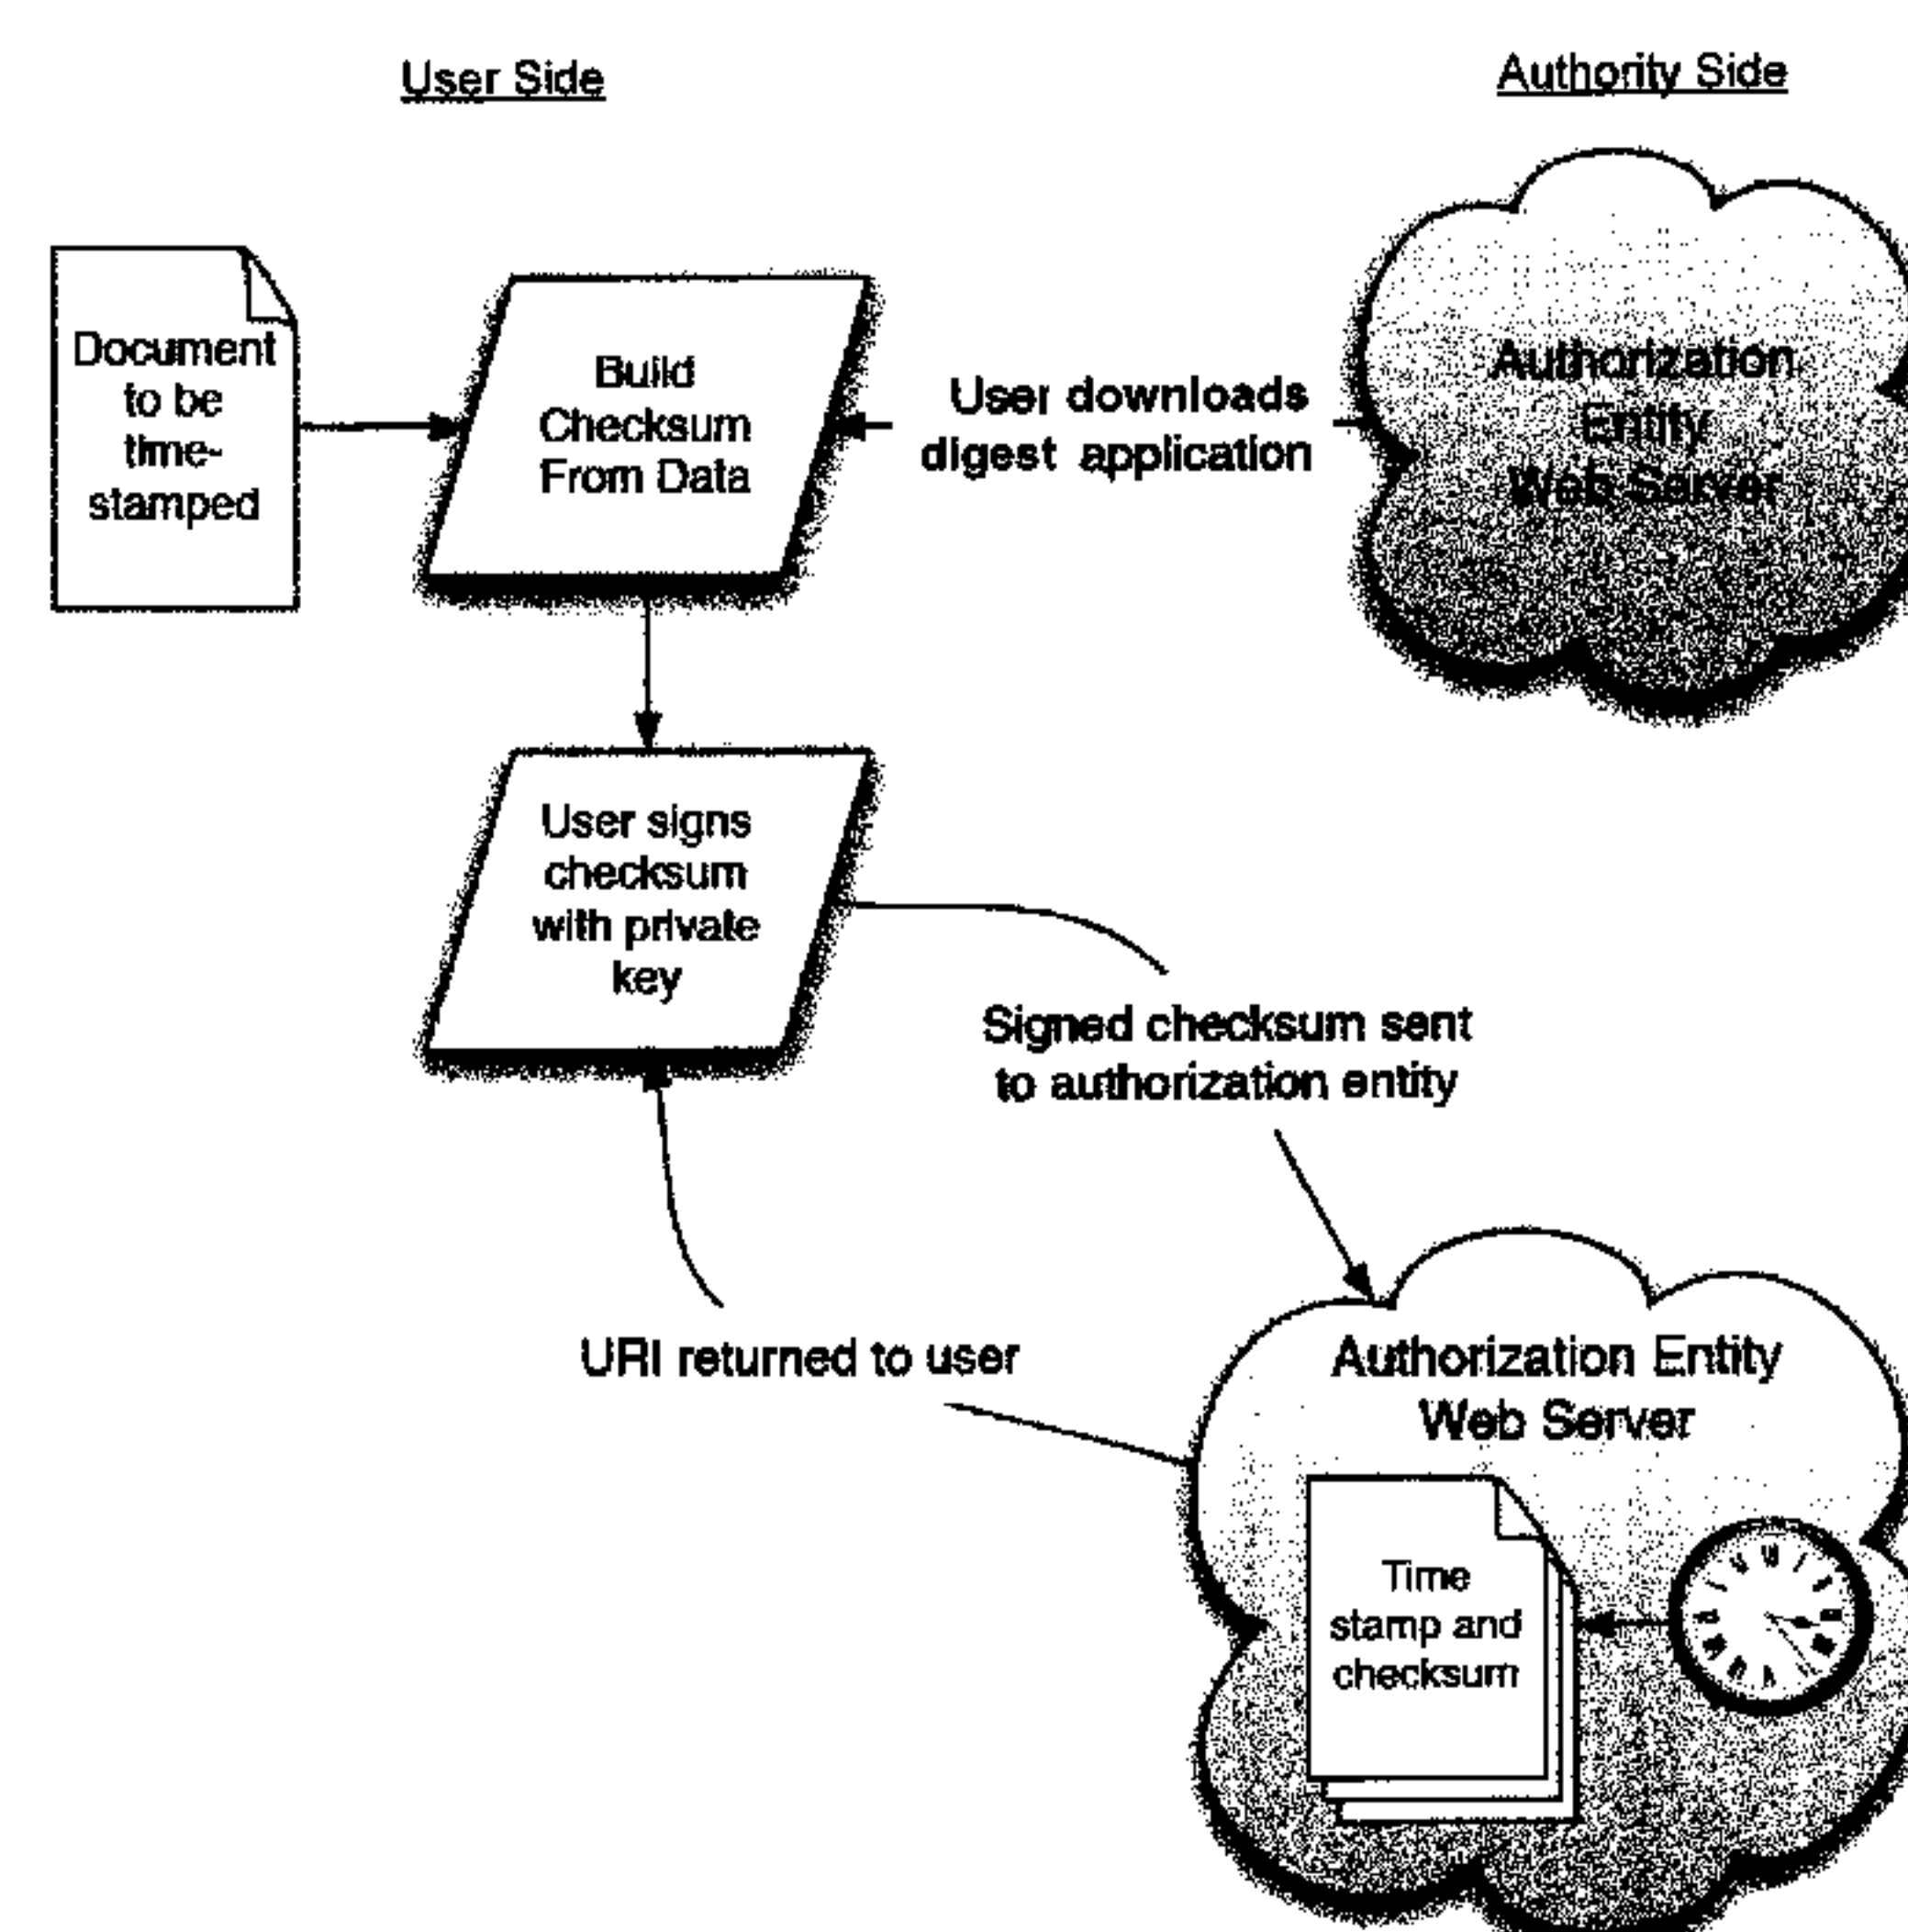 User Side
Authority Side
Document
to be
time-
stamped
Build
Checksum
From Data
User downloads
digest application
Authorization
Entity
Web Server
User signs
checksum
with private
key
Signed checksum sent
to authorization entity
URI returned to user
Authorization Entity
Web Server
Time
stamp and
checksum